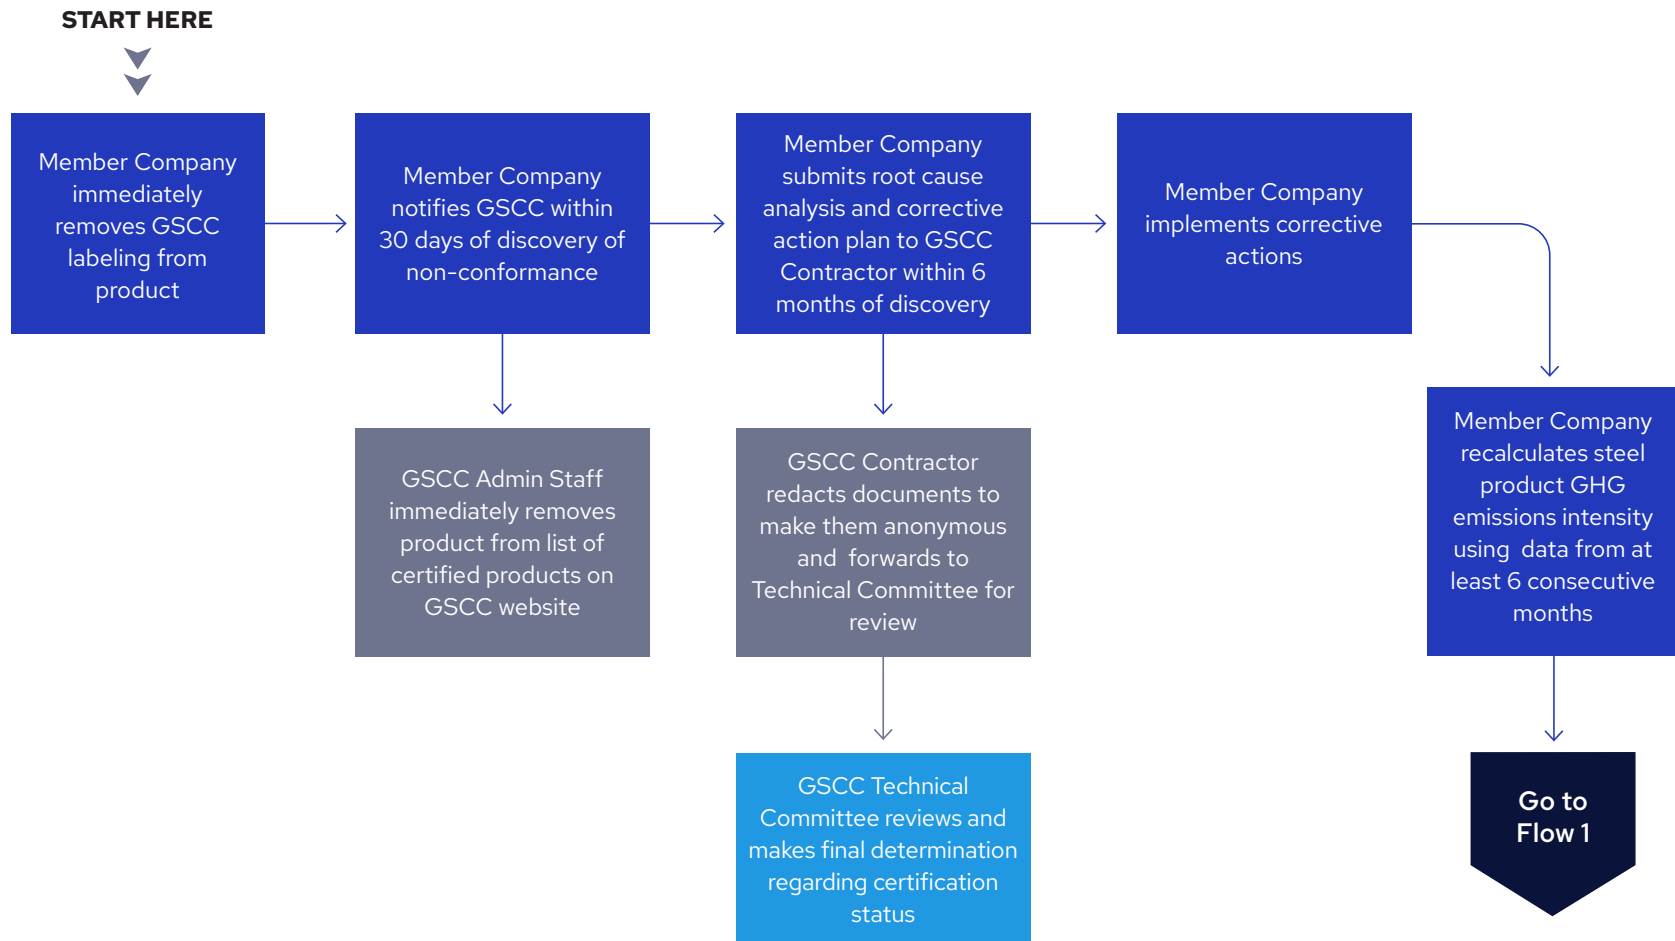 START HERE
Member Company
immediately
removes GSCC
labeling from
product
Member Company
notifies GSCC within
30 days of discovery of
non-conformance
Member Company
submits root cause
analysis and corrective
action plan to GSCC
Contractor within 6
months of discovery
Member Company
implements corrective
actions
Member Company
recalculates steel
product GHG
emissions intensity
using  data from at
least 6 consecutive
months
GSCC Admin Staff
immediately removes
product from list of
certified products on
GSCC website
GSCC Contractor
redacts documents to
make them anonymous
and  forwards to
Technical Committee for
review
GSCC Technical
Committee reviews and
makes final determination
regarding certification
status
Go to
Flow 1